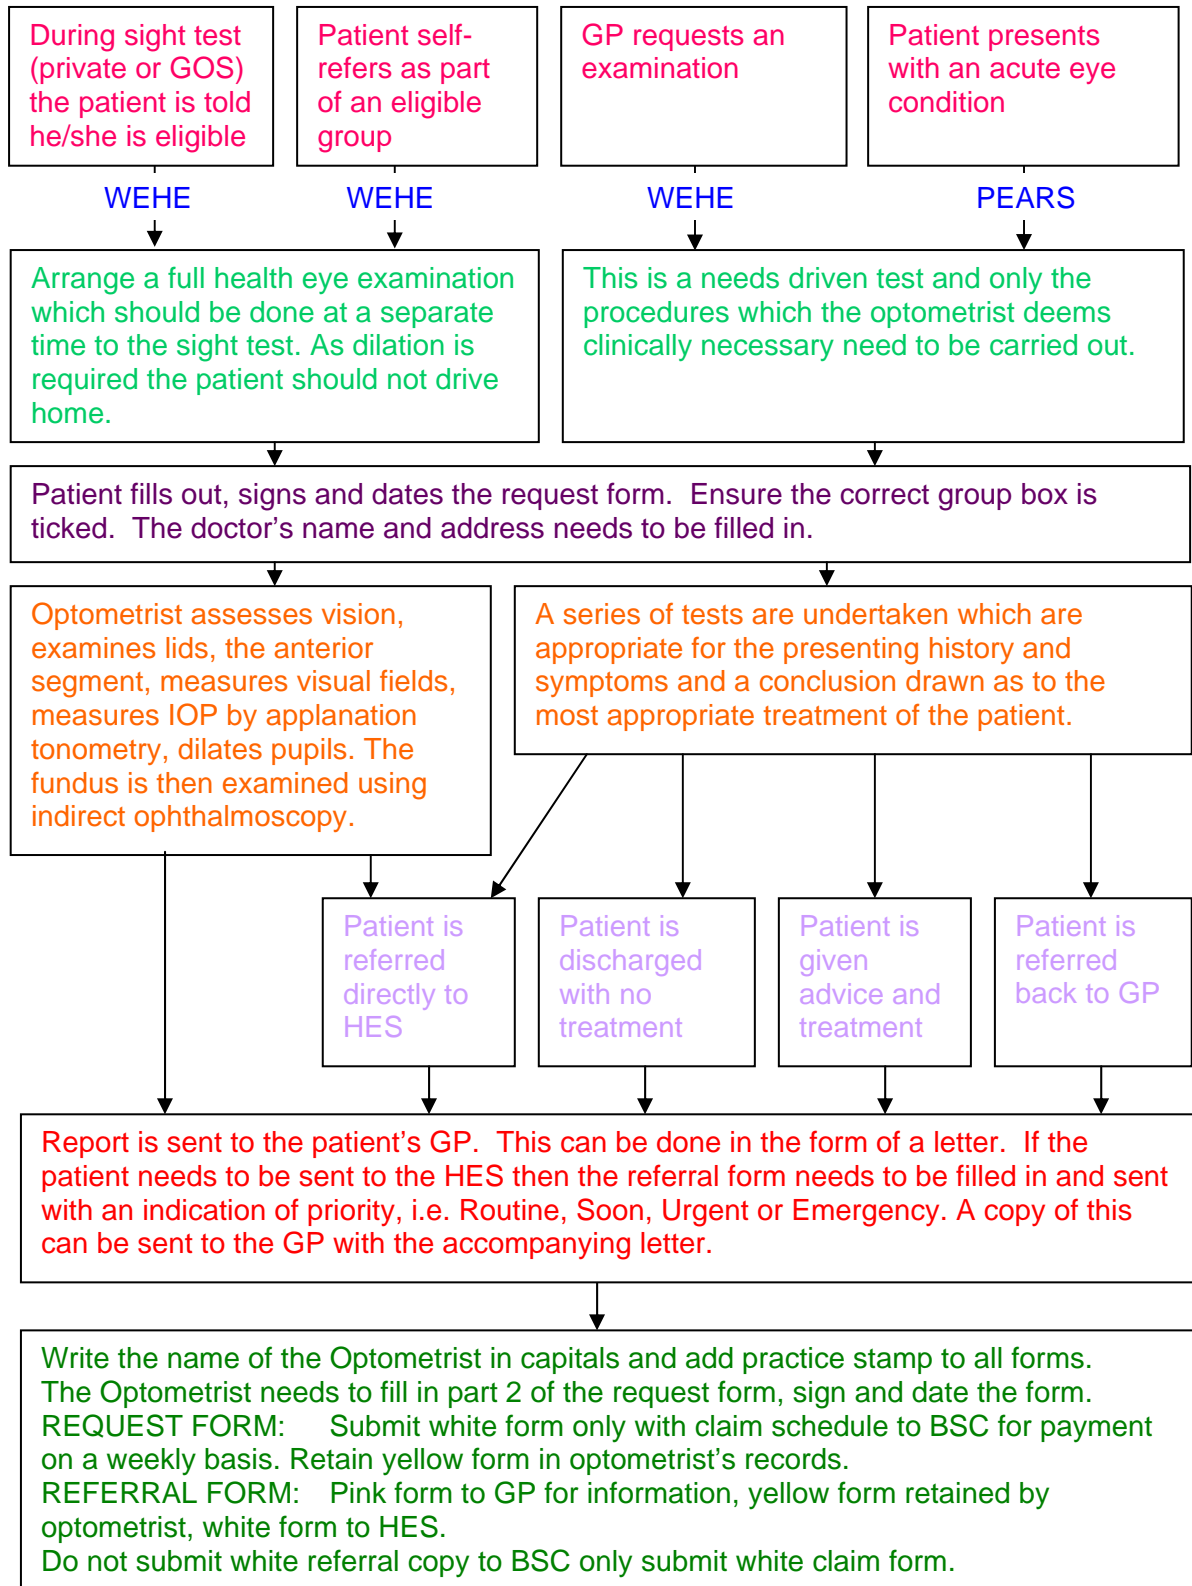 During sight test
(private or GOS)
the patient is told
he/she is eligible
Patient self-
refers as part
of an eligible
group
GP requests an
examination
Patient presents
with an acute eye
condition
WEHE
WEHE
WEHE
PEARS
Arrange a full health eye examination
which should be done at a separate
time to the sight test. As dilation is
required the patient should not drive
home.
This is a needs driven test and only the
procedures which the optometrist deems
clinically necessary need to be carried out.
Patient fills out, signs and dates the request form.  Ensure the correct group box is
ticked.  The doctor’s name and address needs to be filled in.
Optometrist assesses vision,
examines lids, the anterior
segment, measures visual fields,
measures IOP by applanation
tonometry, dilates pupils. The
fundus is then examined using
indirect ophthalmoscopy.
A series of tests are undertaken which are
appropriate for the presenting history and
symptoms and a conclusion drawn as to the
most appropriate treatment of the patient.
Patient is
referred
directly to
HES
Patient is
discharged
with no
treatment
Patient is
given
advice and
treatment
Patient is
referred
back to GP
Report is sent to the patient’s GP.  This can be done in the form of a letter.  If the
patient needs to be sent to the HES then the referral form needs to be filled in and sent
with an indication of priority, i.e. Routine, Soon, Urgent or Emergency. A copy of this
can be sent to the GP with the accompanying letter.
Write the name of the Optometrist in capitals and add practice stamp to all forms.
The Optometrist needs to fill in part 2 of the request form, sign and date the form.
REQUEST FORM:    Submit white form only with claim schedule to BSC for payment
on a weekly basis. Retain yellow form in optometrist’s records.
REFERRAL FORM:   Pink form to GP for information, yellow form retained by
optometrist, white form to HES.
Do not submit white referral copy to BSC only submit white claim form.